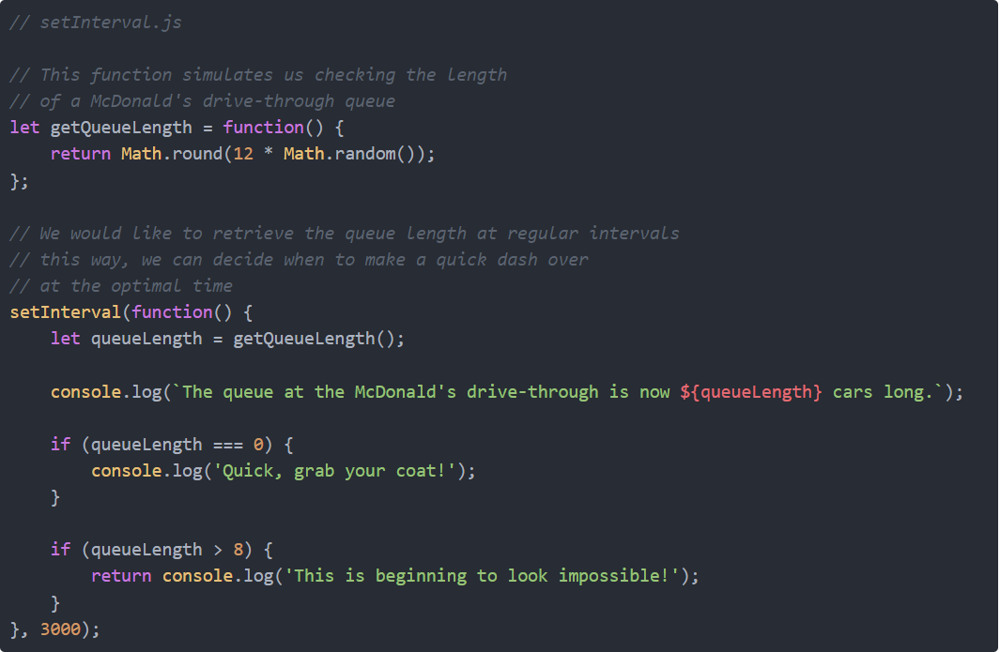 // setInterval.js

// This function simulates us checking the length
// of a McDonald's drive-through queue
let getQueueLength = function() {
    return Math.round(12 * Math.random());
};

// We would like to retrieve the queue length at regular intervals
// this way, we can decide when to make a quick dash over
// at the optimal time
setInterval(function() {
    let queueLength = getQueueLength();

    console.log(`The queue at the McDonald's drive-through is now ${queueLength} cars long.`);

    if (queueLength === 0) {
        console.log('Quick, grab your coat!');
    }

    if (queueLength > 8) {
        return console.log('This is beginning to look impossible!');
    }
}, 3000);